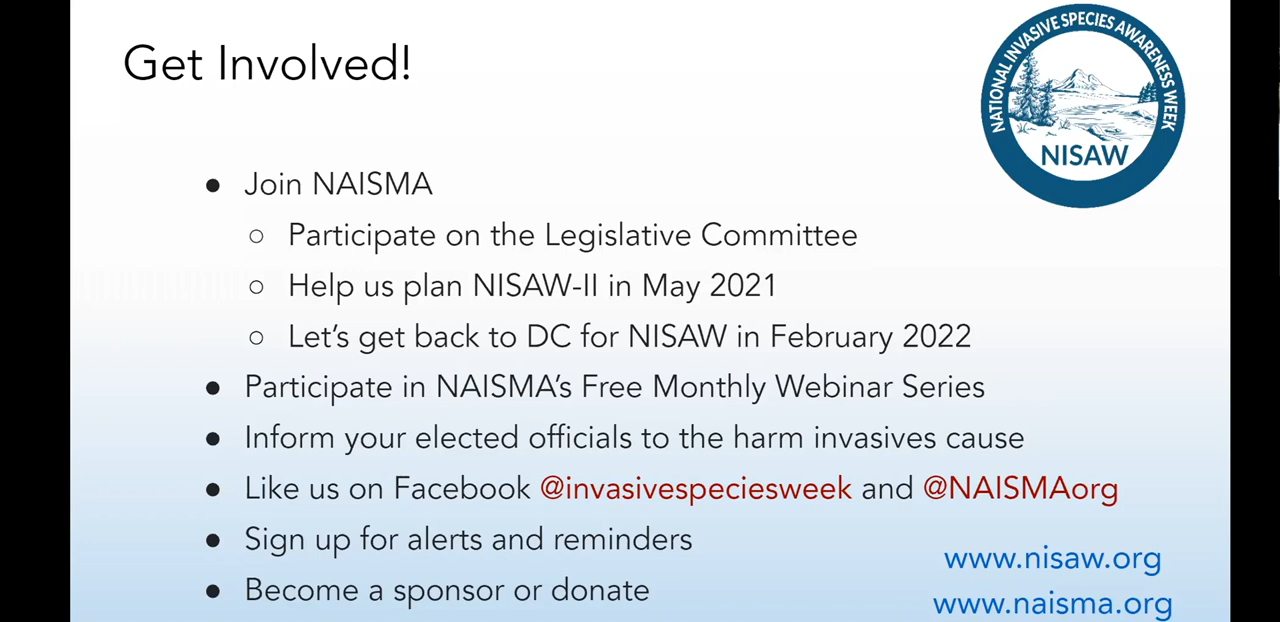 Get Involved!
NATIONAL INVASIVE SPECIES AWARENESS WEEK
NISAW
● Join NAISMA
○ Participate on the Legislative Committee
○ Help us plan NISAW-II in May 2021
○ Let's get back to DC for NISAW in February 2022
● Participate in NAISMA's Free Monthly Webinar Series
● Inform your elected officials to the harm invasives cause
● Like us on Facebook @invasivespeciesweek and @NAISMAorg
● Sign up for alerts and reminders
● Become a sponsor or donate
www.nisaw.org
www.naisma.org